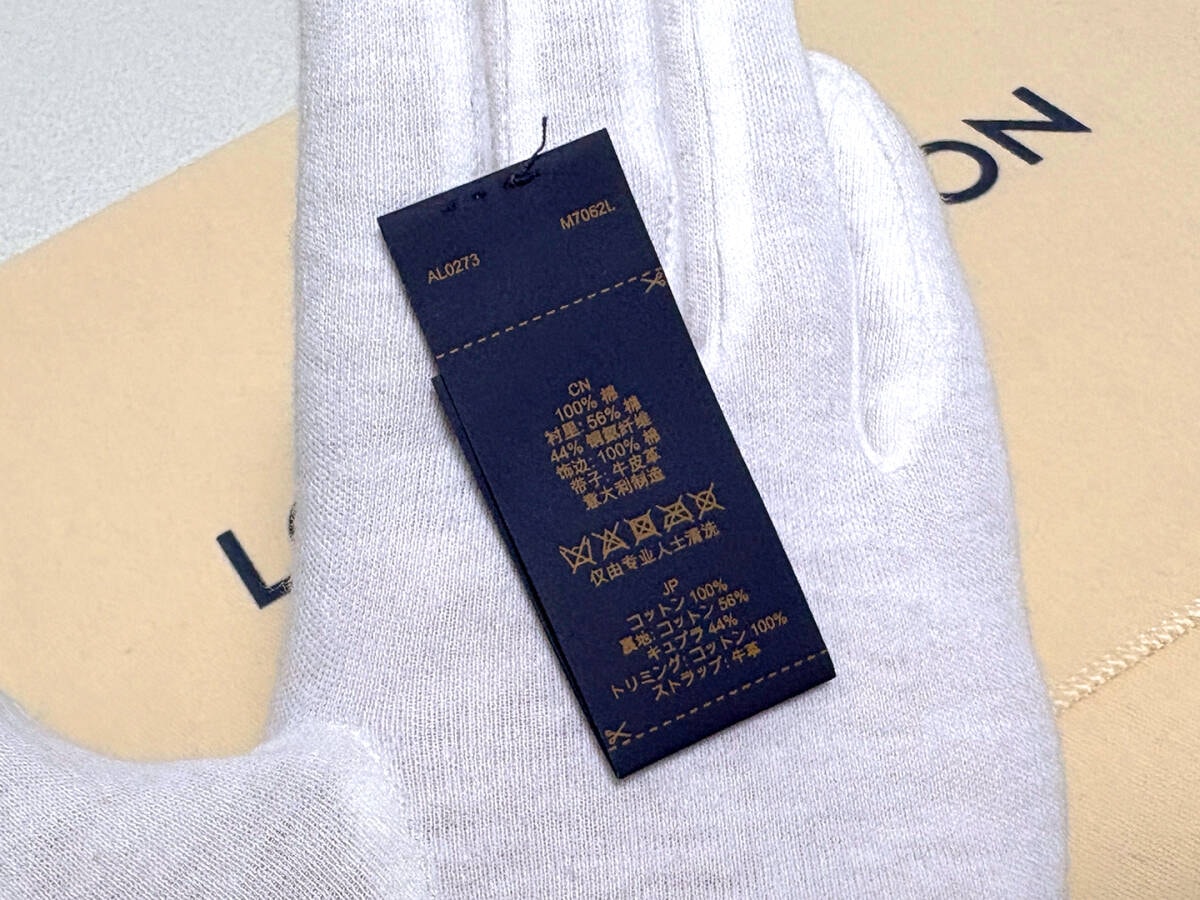 M7062L
AL0273
CN
100% 棉
衬里: 56% 棉
44% 铜氨纤维
饰边: 100% 棉
带子: 牛皮革
意大利制造
仅由专业人士清洗
JP
コットン 100%
裏地: コットン 56%
キュプラ 44%
トリミング: コットン 100%
ストラップ: 牛革
L
ON